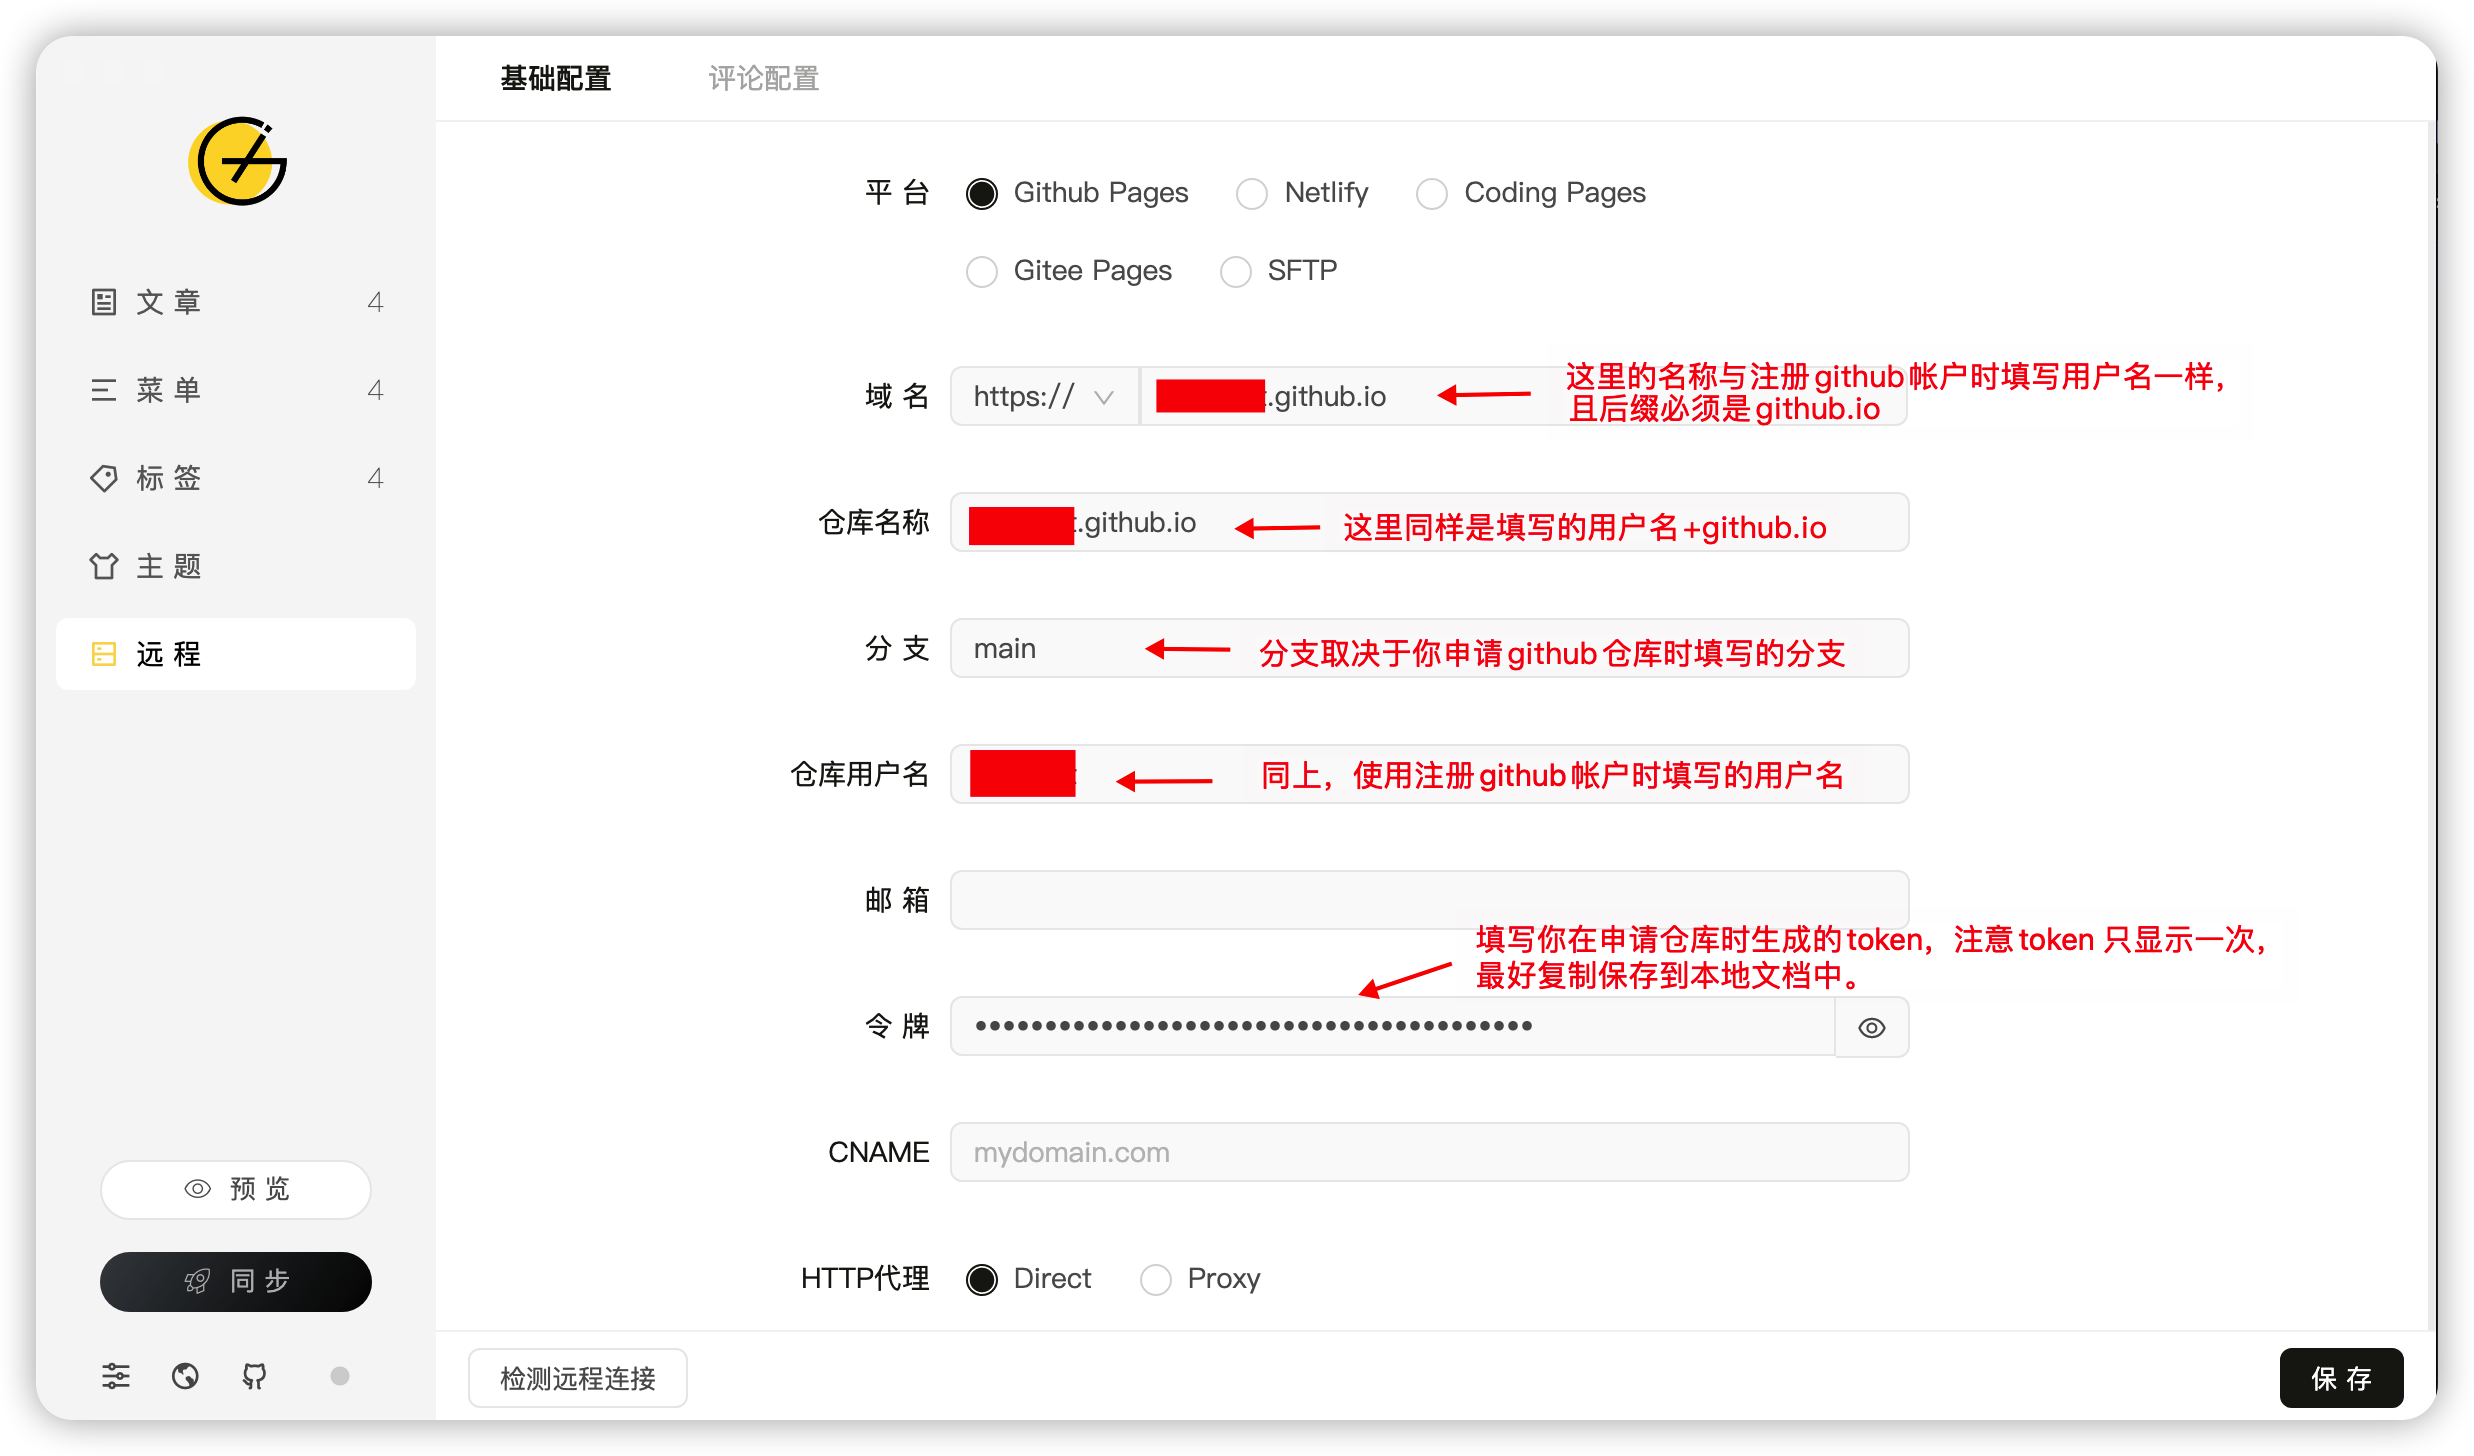 基础配置 评论配置
平台 Github Pages Netlify Coding Pages
Gitee Pages SFTP
文章 4
菜单 4
标签 4
主题
远程
域名 https:// .github.io
这里的名称与注册github帐户时填写用户名一样，
且后缀必须是github.io
仓库名称 .github.io 这里同样是填写的用户名+github.io
分支 main 分支取决于你申请github仓库时填写的分支
仓库用户名 同上，使用注册github帐户时填写的用户名
邮箱
填写你在申请仓库时生成的token，注意token只显示一次，
最好复制保存到本地文档中。
令牌 ••••••••••••••••••••••••••••••••••••••••
CNAME mydomain.com
HTTP代理 Direct Proxy
预览
同步
检测远程连接 保存